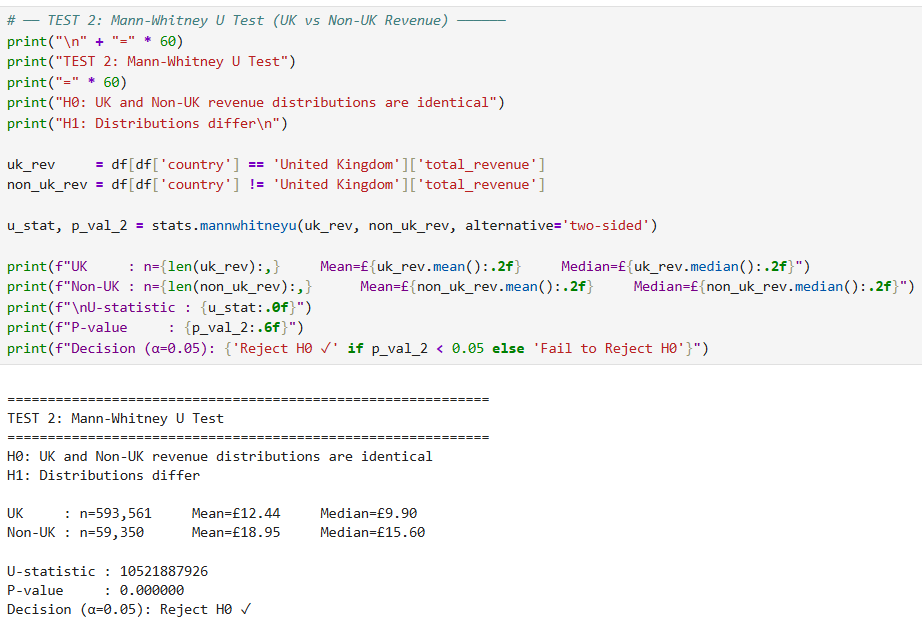 # —— TEST 2: Mann-Whitney U Test (UK vs Non-UK Revenue) ——————
print("\n" + "=" * 60)
print("TEST 2: Mann-Whitney U Test")
print("=" * 60)
print("H0: UK and Non-UK revenue distributions are identical")
print("H1: Distributions differ\n")
uk_rev     = df[df['country'] == 'United Kingdom']['total_revenue']
non_uk_rev = df[df['country'] != 'United Kingdom']['total_revenue']
u_stat, p_val_2 = stats.mannwhitneyu(uk_rev, non_uk_rev, alternative='two-sided')
print(f"UK     : n={len(uk_rev):,}     Mean=£{uk_rev.mean():.2f}     Median=£{uk_rev.median():.2f}")
print(f"Non-UK : n={len(non_uk_rev):,}      Mean=£{non_uk_rev.mean():.2f}     Median=£{non_uk_rev.median():.2f}")
print(f"\nU-statistic : {u_stat:.0f}")
print(f"P-value     : {p_val_2:.6f}")
print(f"Decision (α=0.05): {'Reject H0 ✓' if p_val_2 < 0.05 else 'Fail to Reject H0'}")
============================================================
TEST 2: Mann-Whitney U Test
============================================================
H0: UK and Non-UK revenue distributions are identical
H1: Distributions differ
UK     : n=593,561     Mean=£12.44     Median=£9.90
Non-UK : n=59,350      Mean=£18.95     Median=£15.60
U-statistic : 10521887926
P-value     : 0.000000
Decision (α=0.05): Reject H0 ✓